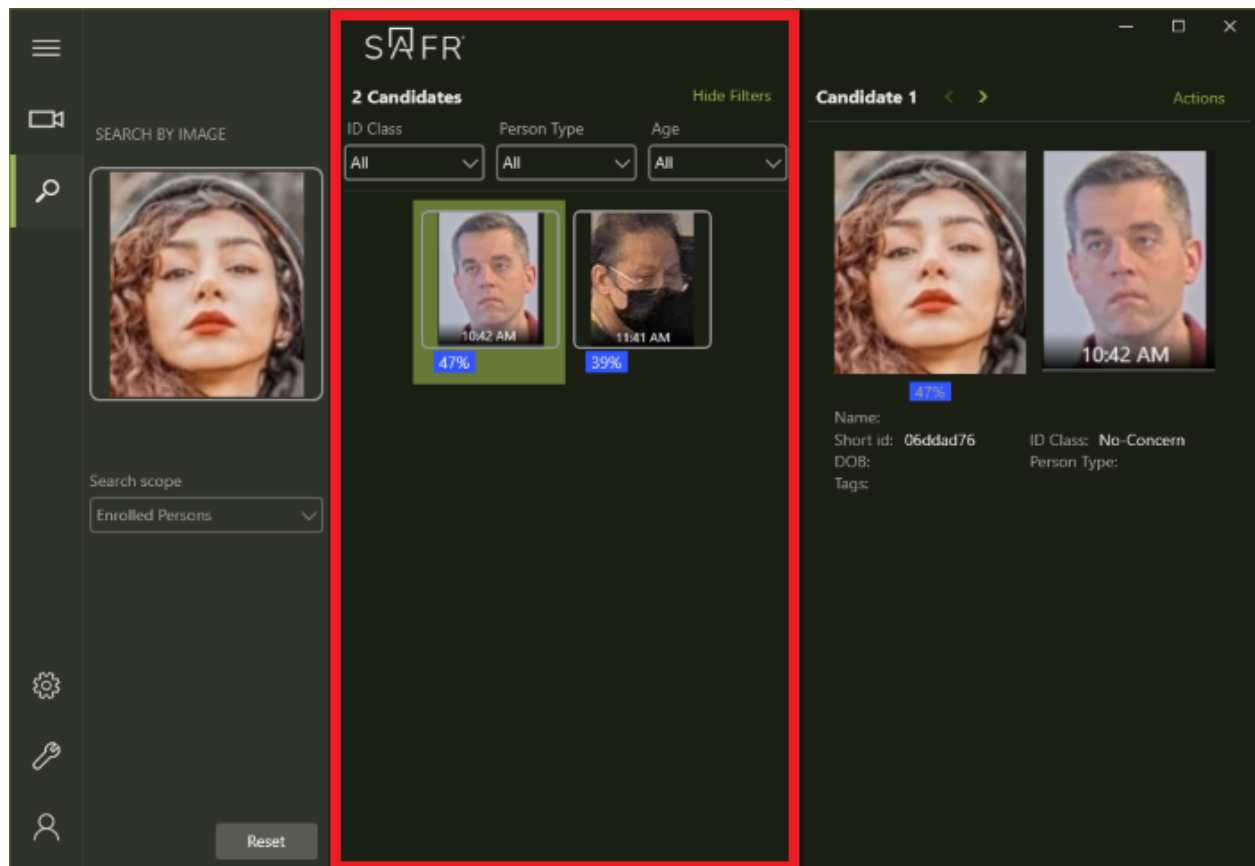 SEARCH BY IMAGE
Search scope
Enrolled Persons
Reset
SAFR
2 Candidates Hide Filters
ID Class Person Type Age
All All All
10:42 AM 11:41 AM
47% 39%
Candidate 1 Actions
10:42 AM
47%
Name:
Short id: 06ddad76 ID Class: No-Concern
DOB: Person Type:
Tags: